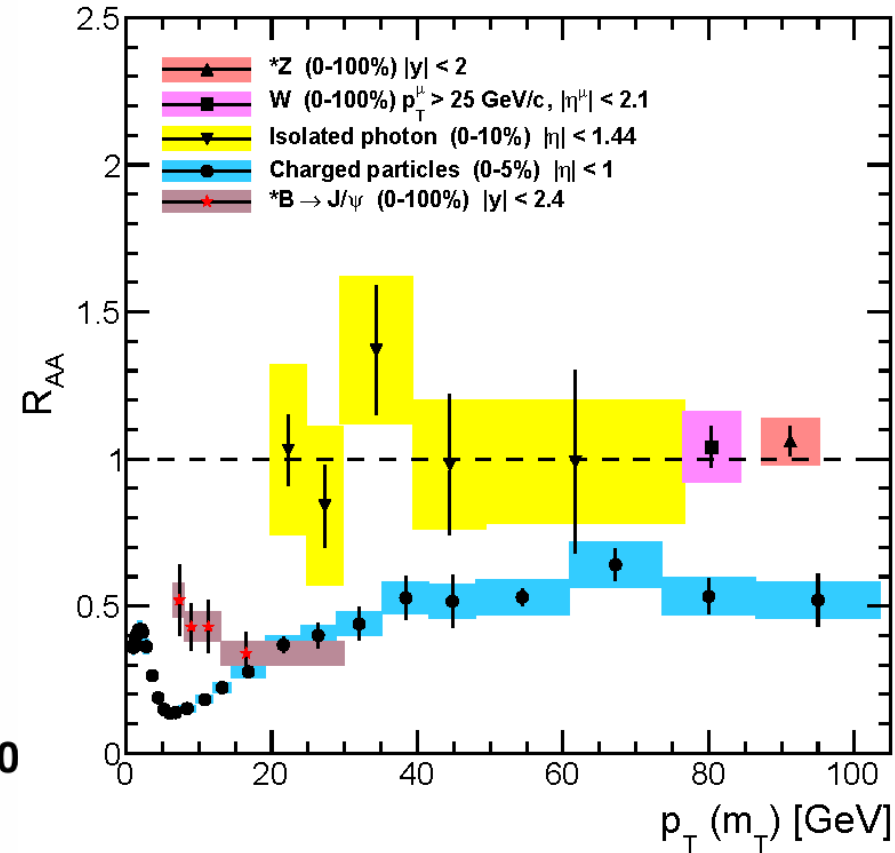 2.5
2
1.5
1
0.5
0
R_AA
*Z (0-100%) |y| < 2
W (0-100%) p_T^μ > 25 GeV/c, |η^μ| < 2.1
Isolated photon (0-10%) |η| < 1.44
Charged particles (0-5%) |η| < 1
*B → J/ψ (0-100%) |y| < 2.4
0
0 20 40 60 80 100
p_T (m_T) [GeV]